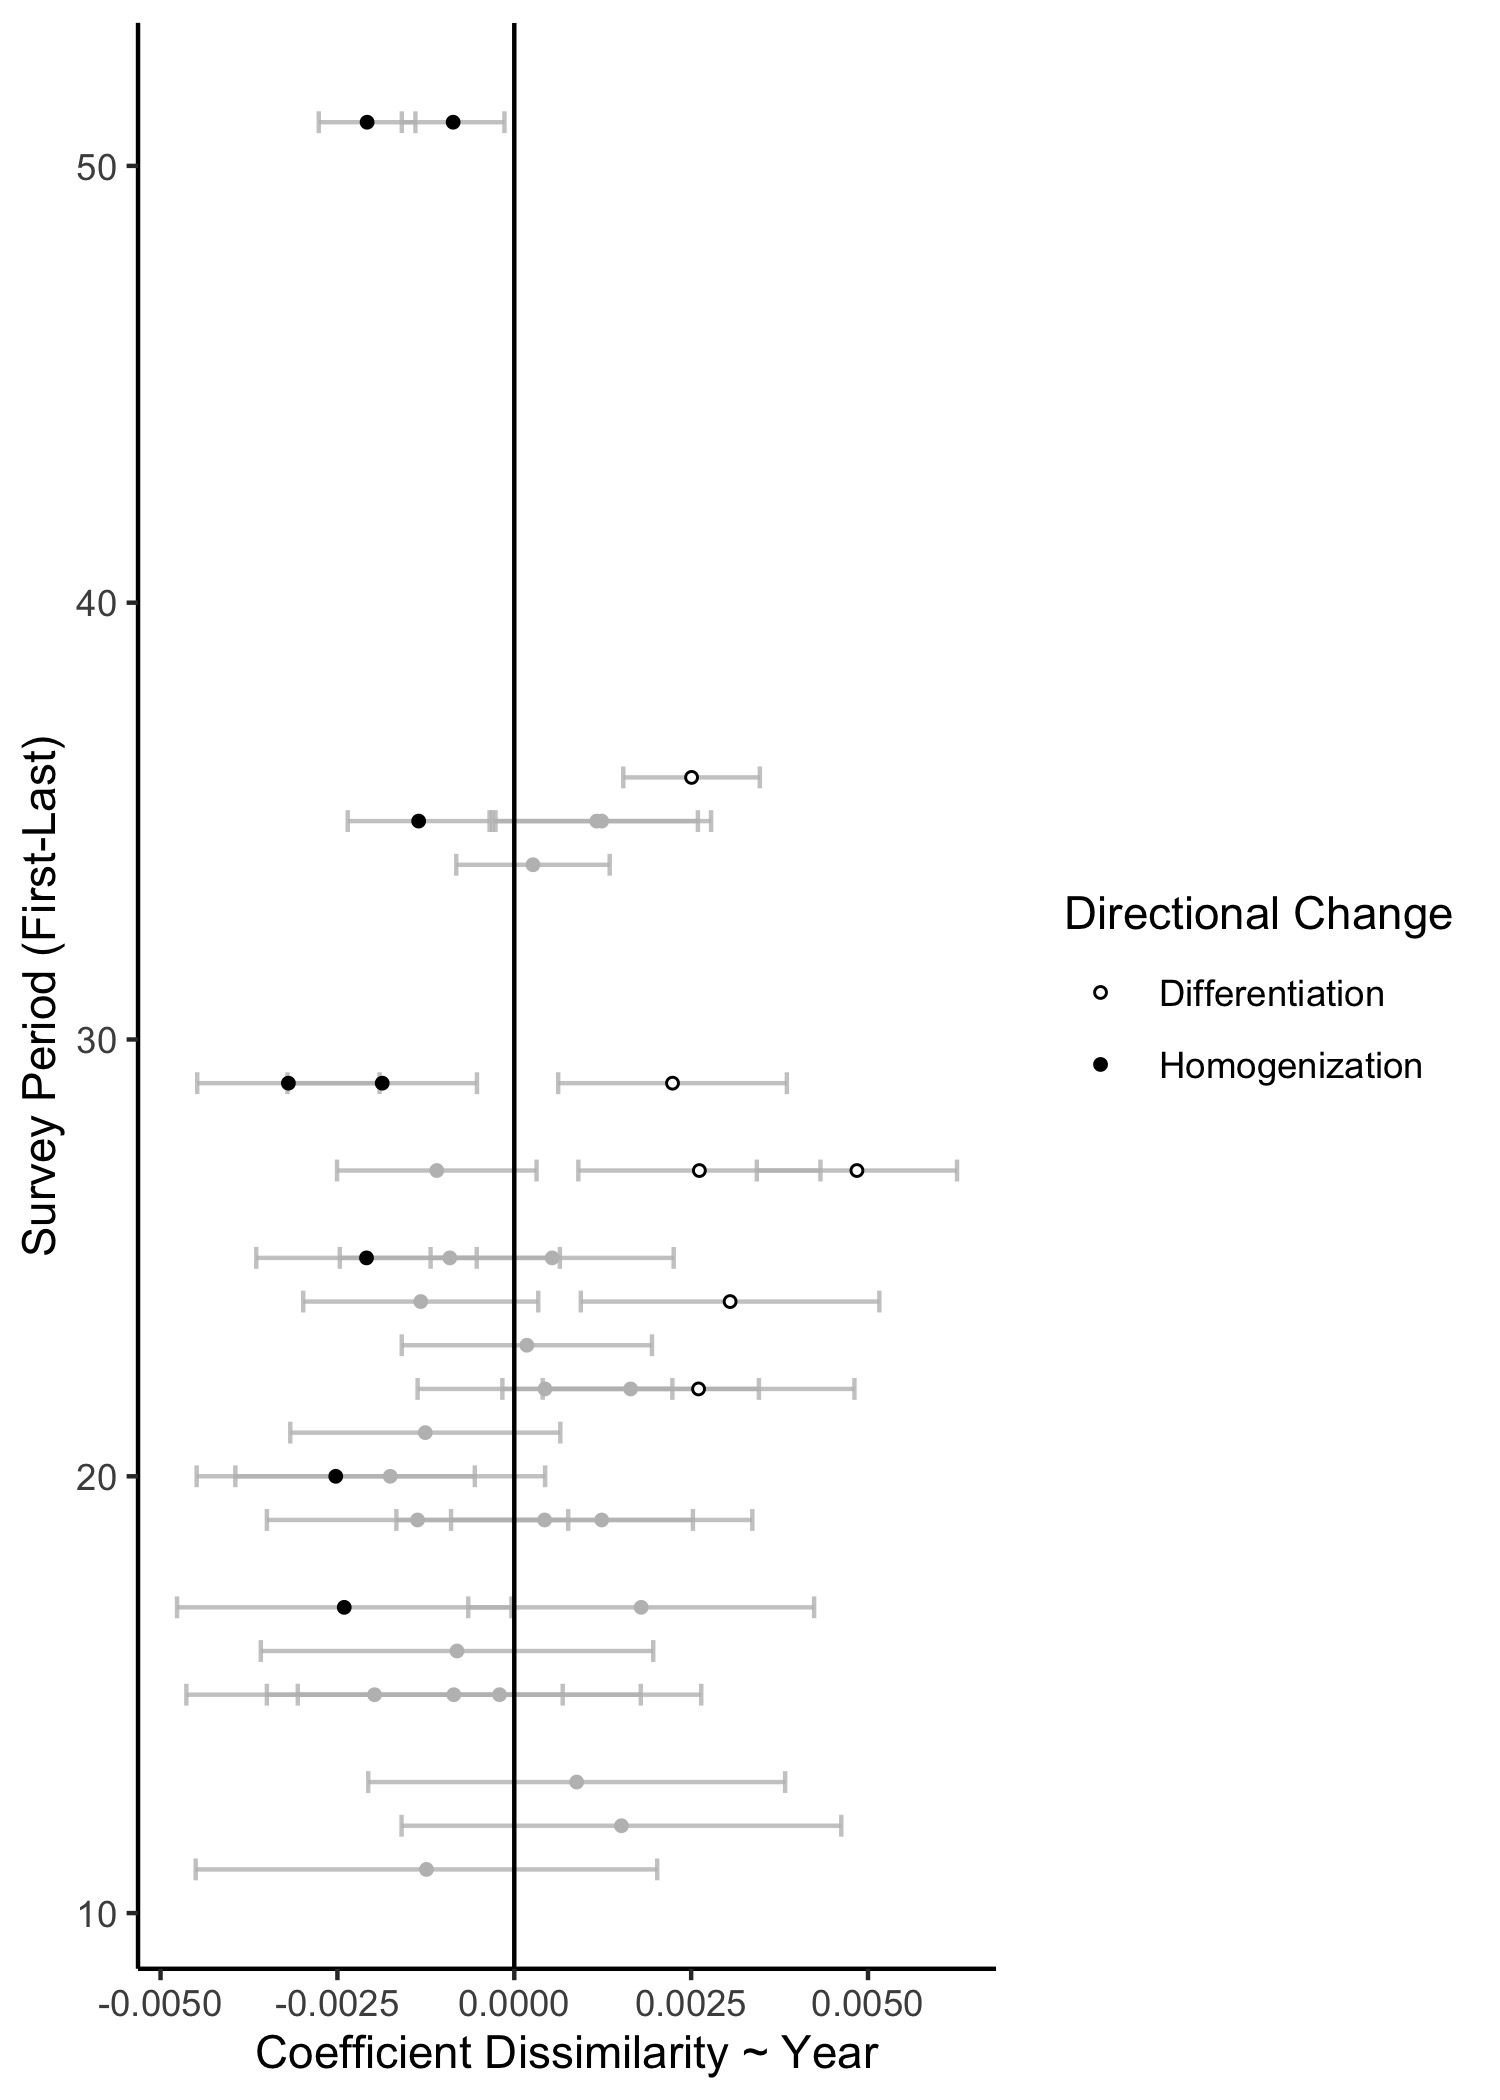 50
40
30
20
10
Survey Period (First-Last)
-0.0050 -0.0025 0.0000 0.0025 0.0050
Coefficient Dissimilarity ~ Year
Directional Change
Differentiation
Homogenization